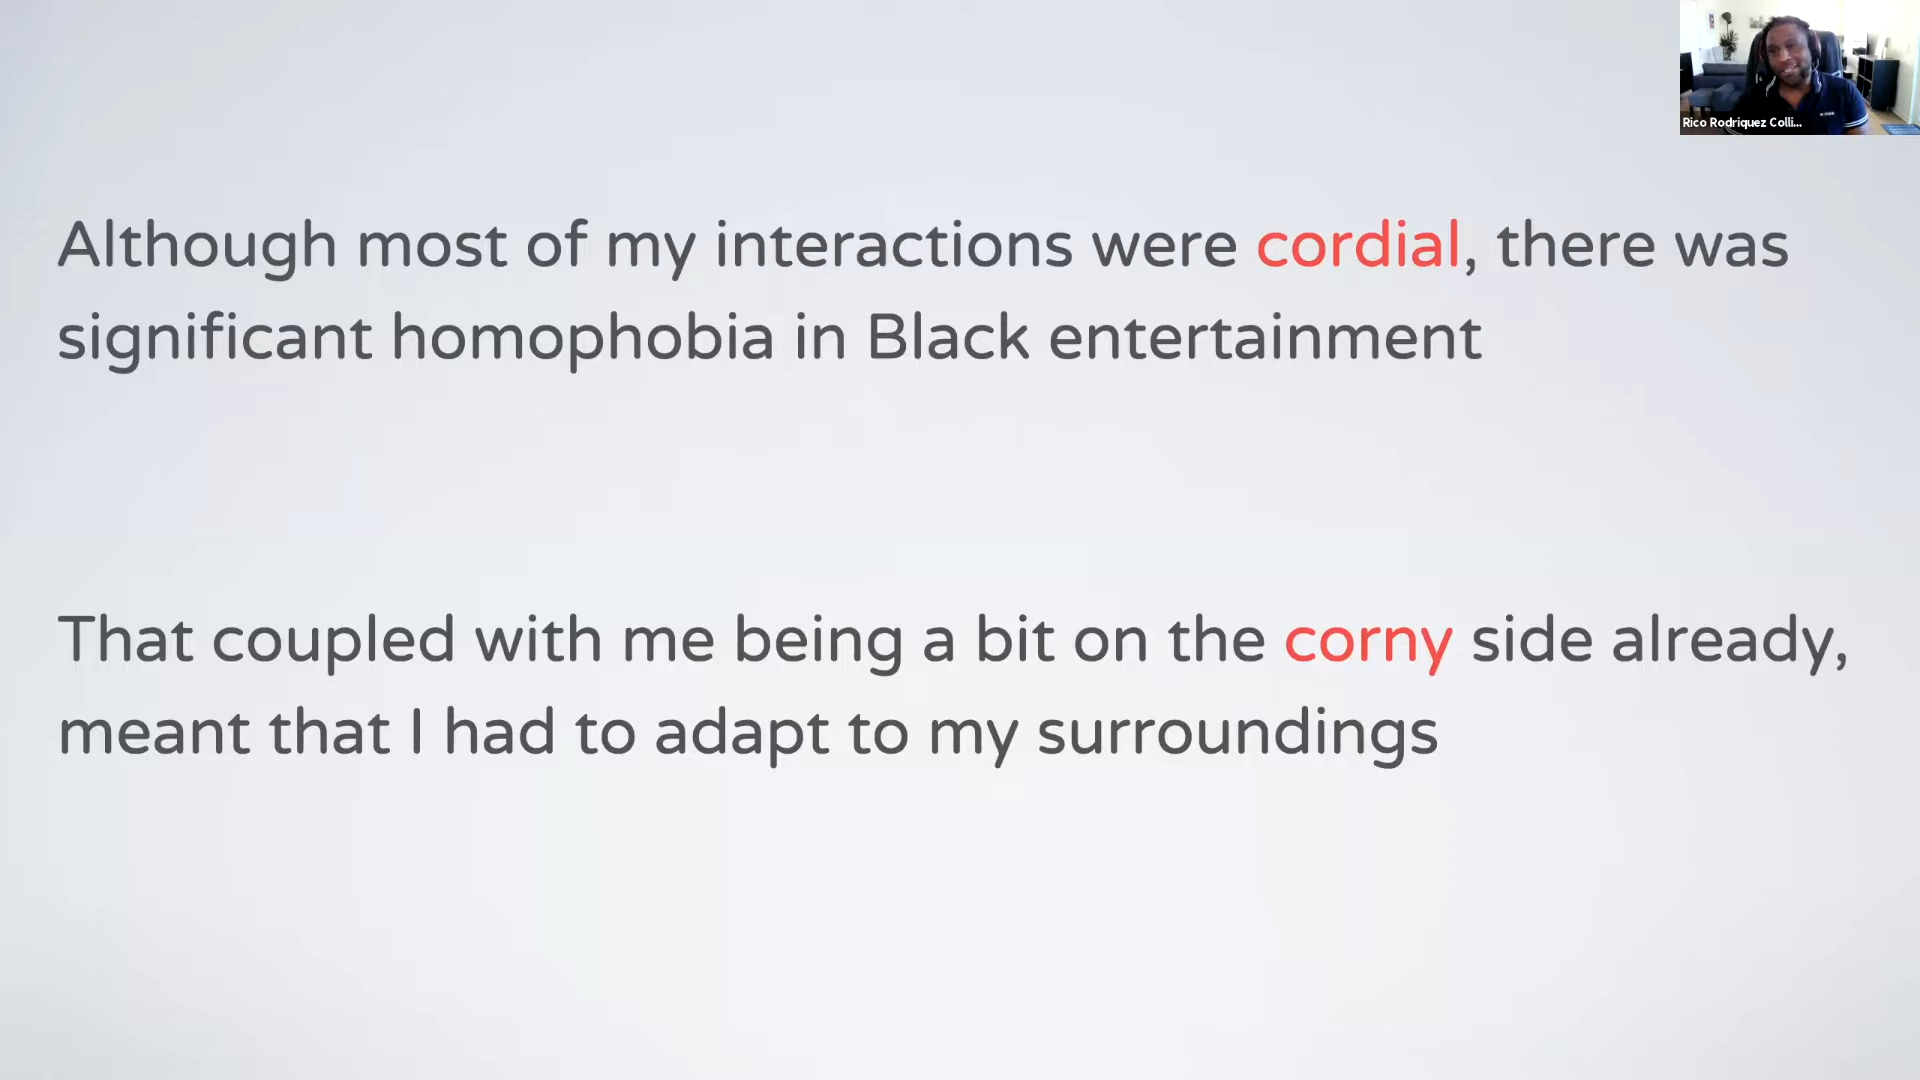 Rico Rodriquez Colli...
Although most of my interactions were cordial, there was
significant homophobia in Black entertainment
That coupled with me being a bit on the corny side already,
meant that I had to adapt to my surroundings